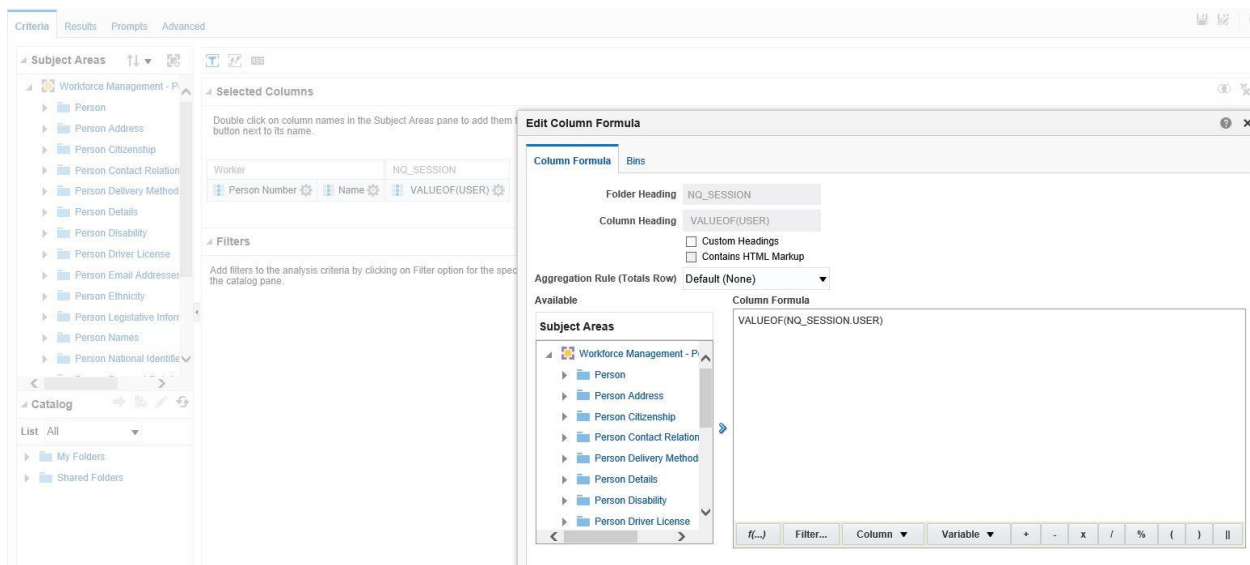 Criteria Results Prompts Advanced
Subject Areas
Workforce Management - P
Person
Person Address
Person Citizenship
Person Contact Relation
Person Delivery Method
Person Details
Person Disability
Person Driver License
Person Email Addresses
Person Ethnicity
Person Legislative Inform
Person Names
Person National Identifie
Catalog
List All
My Folders
Shared Folders
Selected Columns
Double click on column names in the Subject Areas pane to add them
button next to its name.
Worker NQ_SESSION
Person Number Name VALUEOF(USER)
Filters
Add filters to the analysis criteria by clicking on Filter option for the spec
the catalog pane.
Edit Column Formula
Column Formula Bins
Folder Heading NQ_SESSION
Column Heading VALUEOF(USER)
Custom Headings
Contains HTML Markup
Aggregation Rule (Totals Row) Default (None)
Available
Subject Areas
Workforce Management - P
Person
Person Address
Person Citizenship
Person Contact Relation
Person Delivery Method
Person Details
Person Disability
Person Driver License
Column Formula
VALUEOF(NQ_SESSION.USER)
f(...) Filter... Column Variable + - x / % ( ) ||